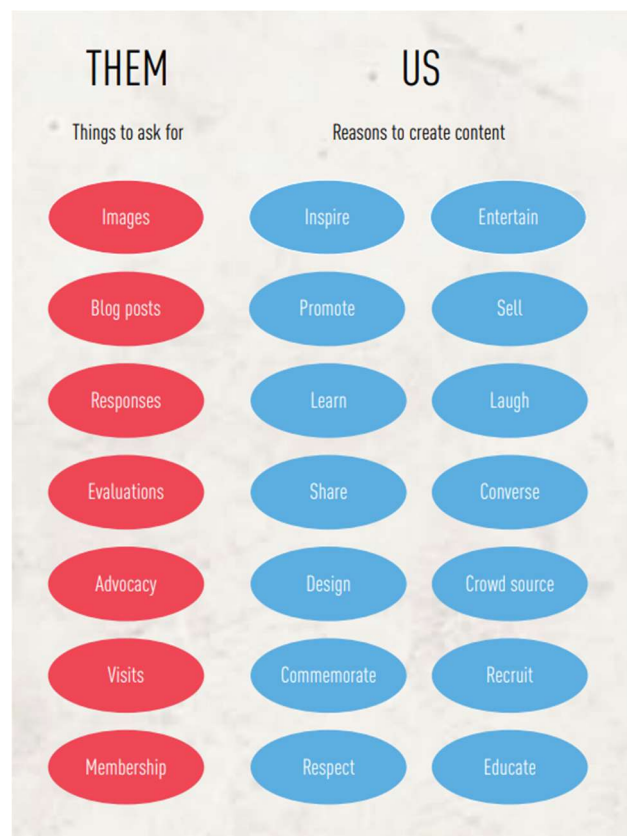 THEM
US
Things to ask for
Reasons to create content
Images
Inspire
Entertain
Blog posts
Promote
Sell
Responses
Learn
Laugh
Evaluations
Share
Converse
Advocacy
Design
Crowd source
Visits
Commemorate
Recruit
Membership
Respect
Educate